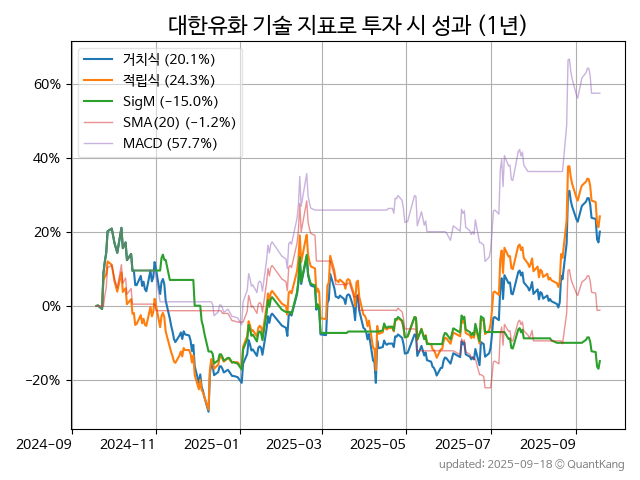 대한유화 기술 지표로 투자 시 성과 (1년)
거치식 (20.1%)
적립식 (24.3%)
SigM (−15.0%)
SMA(20) (−1.2%)
MACD (57.7%)
60%
40%
20%
0%
−20%
2024-09 2024-11 2025-01 2025-03 2025-05 2025-07 2025-09
updated: 2025-09-18 © QuantKang